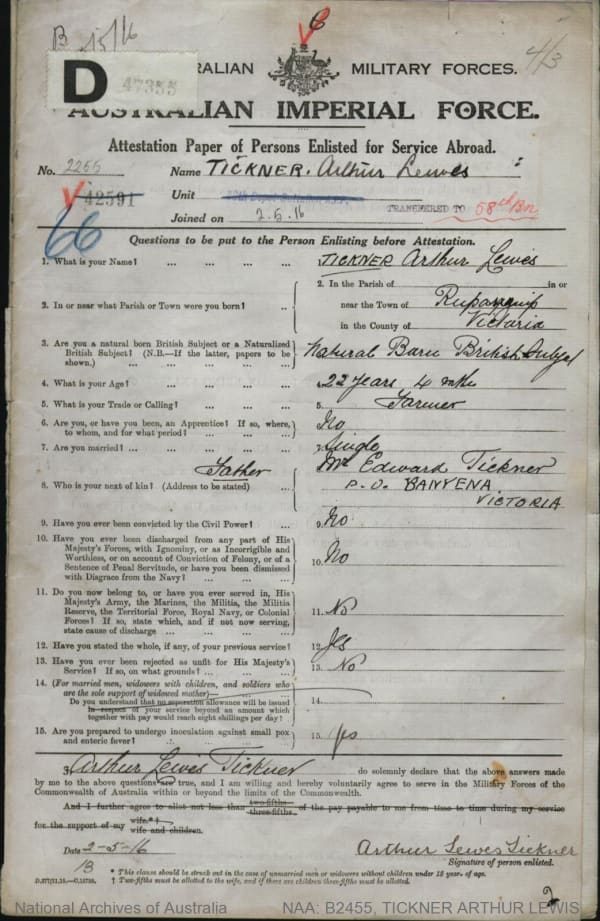 B 15/16
C
4/3
D 47355
RALIAN MILITARY FORCES.
AUSTRALIAN IMPERIAL FORCE.
Attestation Paper of Persons Enlisted for Service Abroad.
No. 2255 Name TICKNER. Arthur Lewes
42591 Unit TRANSFERED TO 58th Bn
66 Joined on 2.5.16
Questions to be put to the Person Enlisting before Attestation.
1. What is your Name? ... ... ... ... 1. TICKNER Arthur Lewes
2. In or near what Parish or Town were you born? ... 2. In the Parish of in or
near the Town of Rupanyup
in the County of Victoria
3. Are you a natural born British Subject or a Naturalized
British Subject? (N.B.—If the latter, papers to be
shown.) ... ... ... ... ... Natural Born British Subject
4. What is your Age? ... ... ... ... 4. 22 years 4 mths
5. What is your Trade or Calling? ... ... ... 5. Farmer
6. Are you, or have you been, an Apprentice? If so, where,
to whom, and for what period? ... ... ... No
7. Are you married? ... ... ... ... 7. Single
Father Mr Edward Tickner
8. Who is your next of kin? (Address to be stated) ... 8. P.O. BANYENA
VICTORIA
9. Have you ever been convicted by the Civil Power? ... 9. No
10. Have you ever been discharged from any part of His
Majesty's Forces, with Ignominy, or as Incorrigible and
Worthless, or on account of Conviction of Felony, or of a
Sentence of Penal Servitude, or have you been dismissed
with Disgrace from the Navy? ... ... ... 10. No
11. Do you now belong to, or have you ever served in, His
Majesty's Army, the Marines, the Militia, the Militia
Reserve, the Territorial Force, Royal Navy, or Colonial
Forces? If so, state which, and if not now serving,
state cause of discharge ... ... ... ... 11. No
12. Have you stated the whole, if any, of your previous service? 12. Yes
13. Have you ever been rejected as unfit for His Majesty's
Service? If so, on what grounds? ... ... ... 13. No
14. (For married men, widowers with children, and soldiers who
are the sole support of widowed mother)—
Do you understand that no separation allowance will be issued
in respect of your service beyond an amount which
together with pay would reach eight shillings per day? 14.
15. Are you prepared to undergo inoculation against small pox
and enteric fever? ... ... ... ... 15. Yes
I, Arthur Lewes Tickner do solemnly declare that the above answers made
by me to the above questions are true, and I am willing and hereby voluntarily agree to serve in the Military Forces of the
Commonwealth of Australia within or beyond the limits of the Commonwealth.
And I further agree to allot not less than two-fifths three-fifths of the pay payable to me from time to time during my service
for the support of my wife*† wife and children.
Date 2-5-16 Arthur Lewes Tickner
Signature of person enlisted.
13 * This clause should be struck out in the case of unmarried men or widowers without children under 18 years of age.
† Two-fifths must be allotted to the wife, and if there are children three-fifths must be allotted.
2
National Archives of Australia NAA: B2455, TICKNER ARTHUR LEWIS